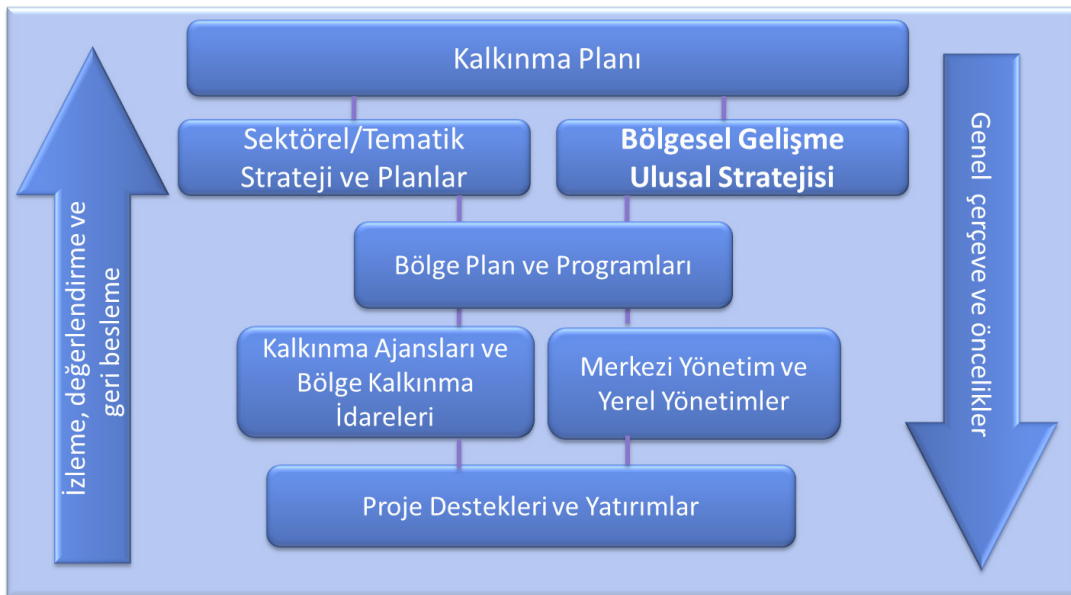 Kalkınma Planı
Sektörel/Tematik
Strateji ve Planlar
Bölgesel Gelişme
Ulusal Stratejisi
Bölge Plan ve Programları
Kalkınma Ajansları ve
Bölge Kalkınma
İdareleri
Merkezi Yönetim ve
Yerel Yönetimler
Proje Destekleri ve Yatırımlar
İzleme, değerlendirme ve
geri besleme
Genel çerçeve ve öncelikler